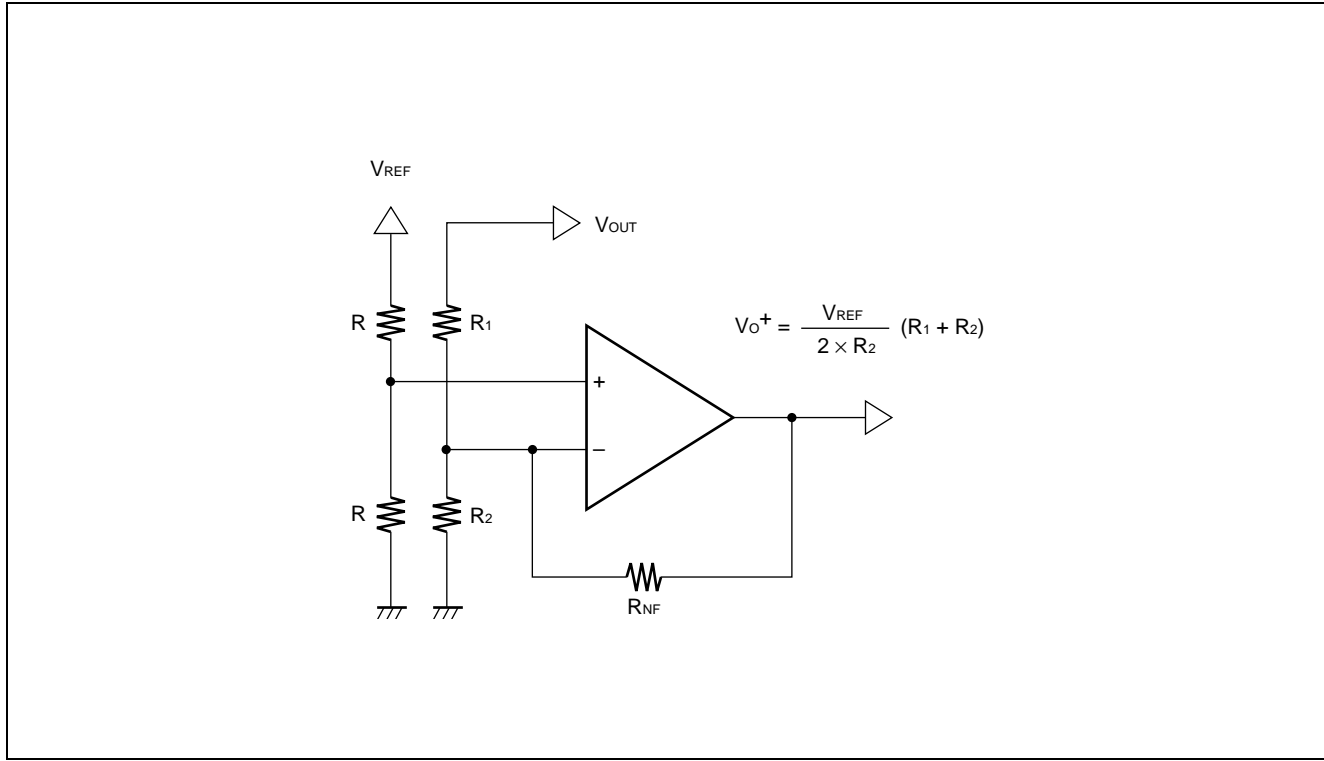 VREF
VOUT
R
R1
VO+ = VREF / 2 × R2 (R1 + R2)
+
−
R
R2
RNF